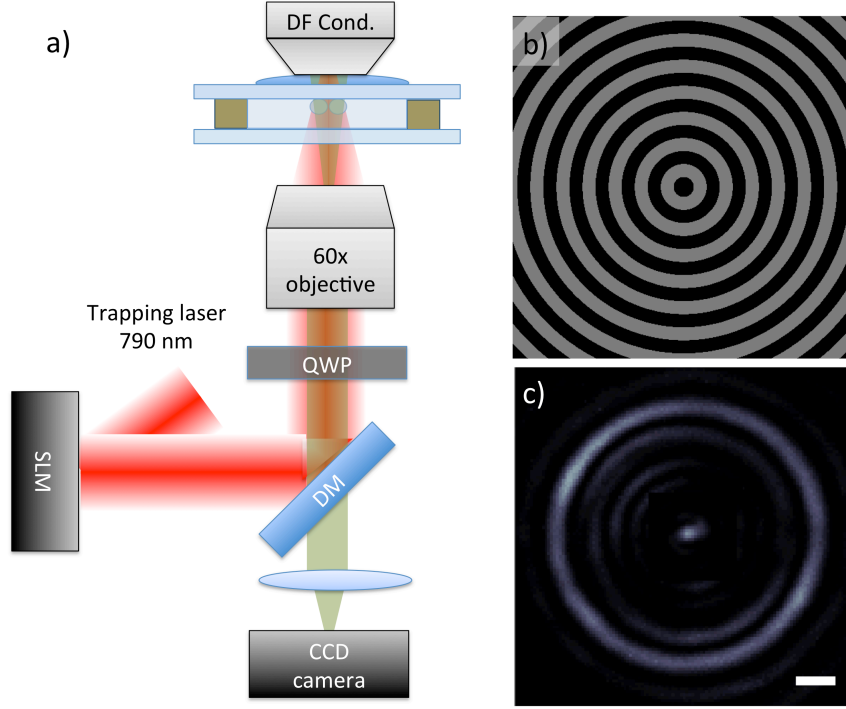 a)
DF Cond.
60x
objective
Trapping laser
790 nm
QWP
SLM
DM
CCD
camera
b)
c)